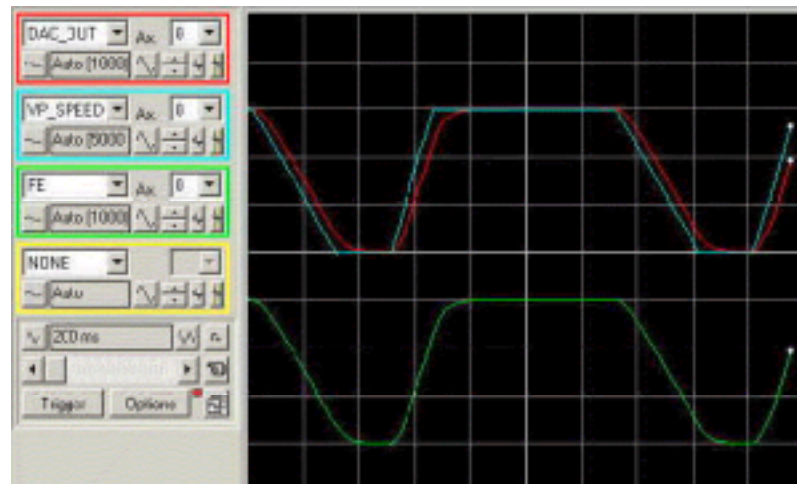 DAC_OUT Ax: 0
Auto [1000]
VP_SPEED Ax: 0
Auto [5000
FE Ax: 0
Auto [1000]
NONE
Auto
200 ms
Trigger Options